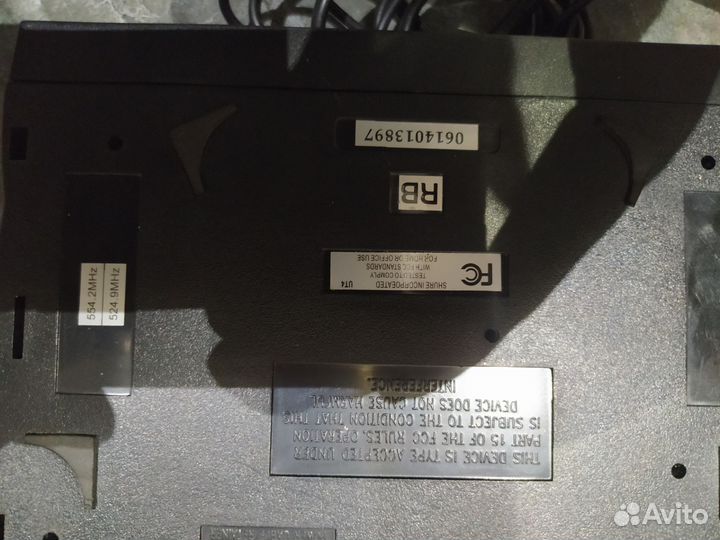 0614013897
RB
SHURE INCORPORATED
UT4
TESTED TO COMPLY
WITH FCC STANDARDS
FOR HOME OR OFFICE USE
FC
554.2MHz
524.9MHz
THIS DEVICE IS TYPE ACCEPTED UNDER
PART 15 OF THE FCC RULES. OPERATION
IS SUBJECT TO THE CONDITION THAT THIS
DEVICE DOES NOT CAUSE HARMFUL
INTERFERENCE.
Avito